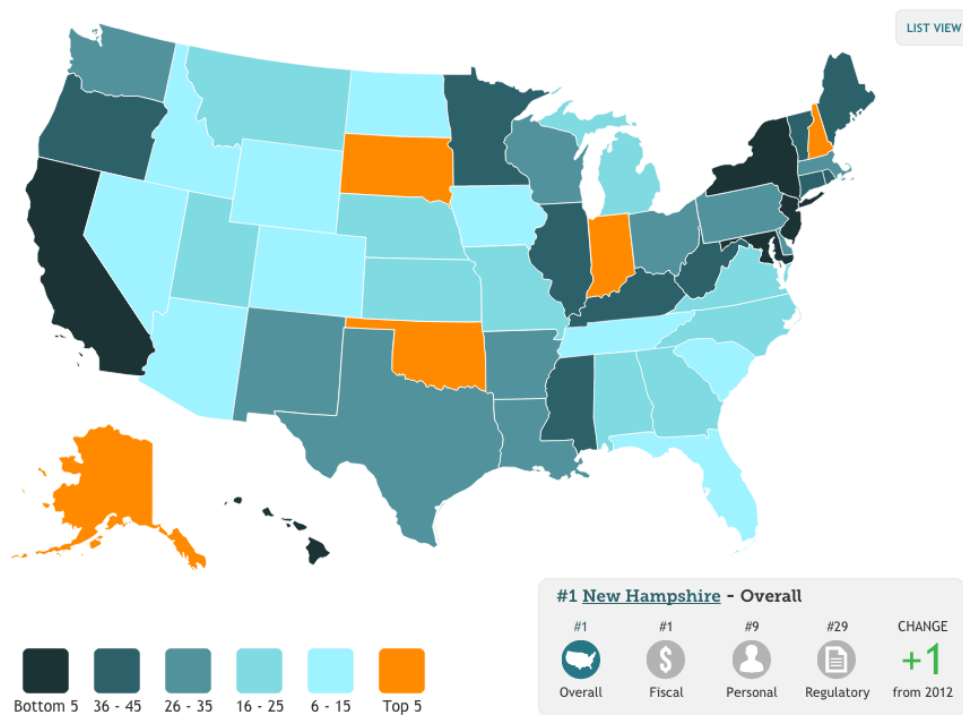 LIST VIEW
#1 New Hampshire - Overall
#1 #1 #9 #29 CHANGE
+1
Overall Fiscal Personal Regulatory from 2012
Bottom 5 36 - 45 26 - 35 16 - 25 6 - 15 Top 5